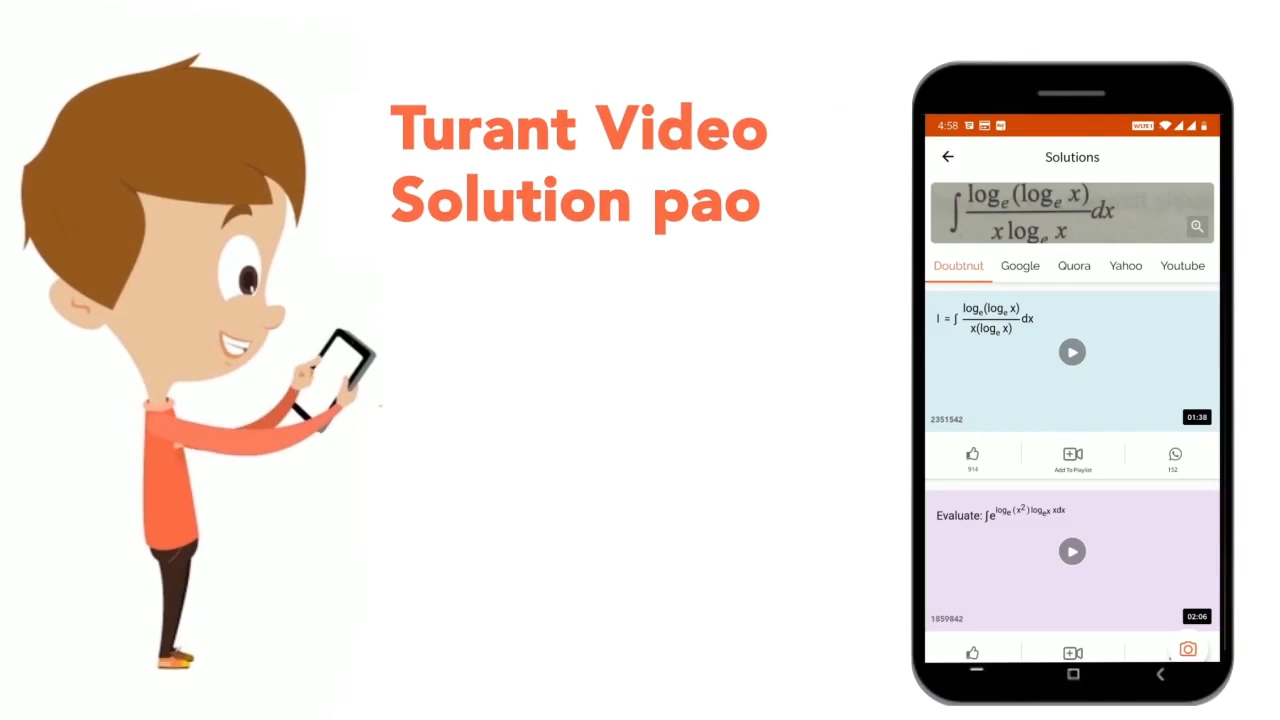 Turant Video
Solution pao
4:58
VoLTE1
Solutions
∫ logₑ(logₑ x) / x logₑ x dx
Doubtnut Google Quora Yahoo Youtube
I = ∫ logₑ(logₑ x) / x(logₑ x) dx
2351542
01:38
914
Add To Playlist
152
Evaluate: ∫e^logₑ(x²)logₑx xdx
1859842
02:06